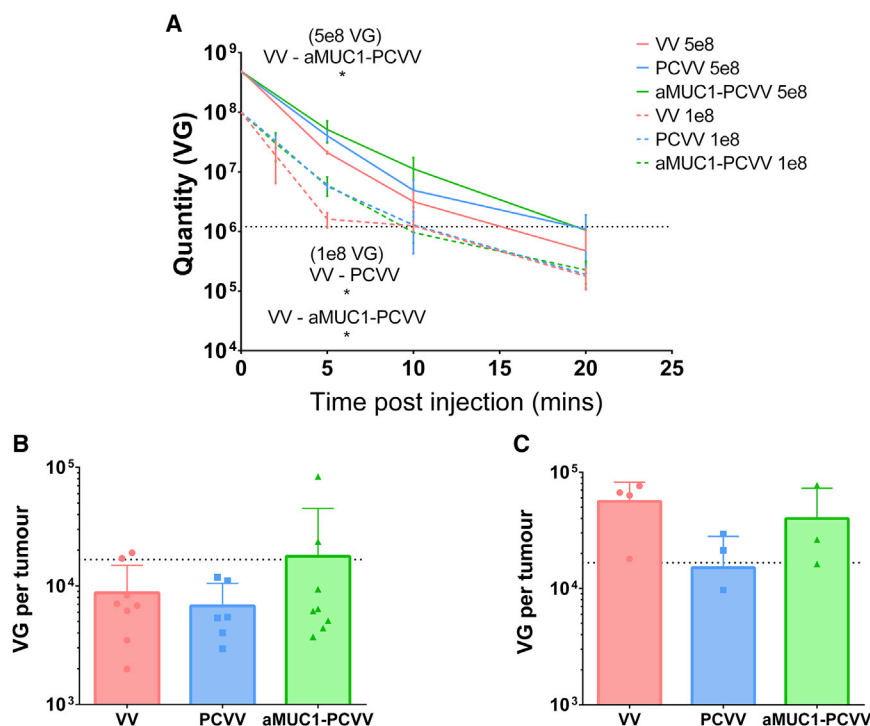 A
(5e8 VG)
VV - aMUC1-PCVV
*
VV 5e8
PCVV 5e8
aMUC1-PCVV 5e8
VV 1e8
PCVV 1e8
aMUC1-PCVV 1e8
Quantity (VG)
10⁹
10⁸
10⁷
10⁶
10⁵
10⁴
(1e8 VG)
VV - PCVV
*
VV - aMUC1-PCVV
*
0 5 10 15 20 25
Time post injection (mins)
B
VG per tumour
10⁵
10⁴
10³
VV PCVV aMUC1-PCVV
C
VG per tumour
10⁵
10⁴
10³
VV PCVV aMUC1-PCVV